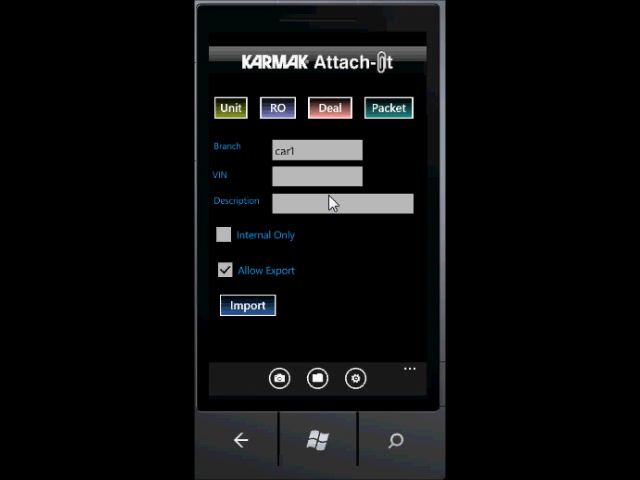 KARMAK Attach-It
Unit RO Deal Packet
Branch car1
VIN
Description
Internal Only
Allow Export
Import
...